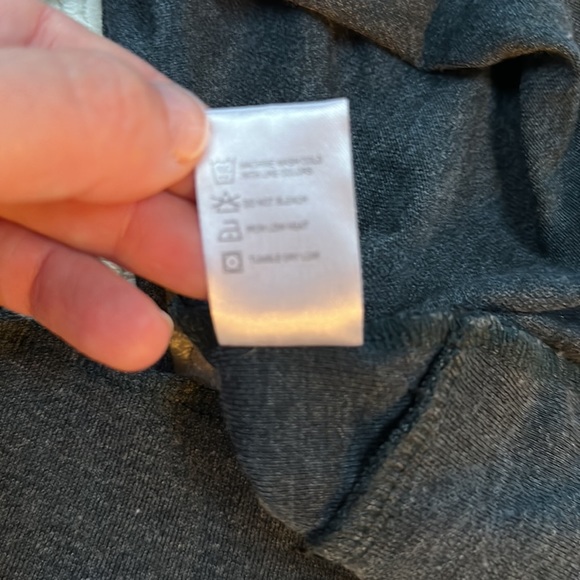 MACHINE WASH COLD
WITH LIKE COLORS
DO NOT BLEACH
IRON LOW HEAT
TUMBLE DRY LOW